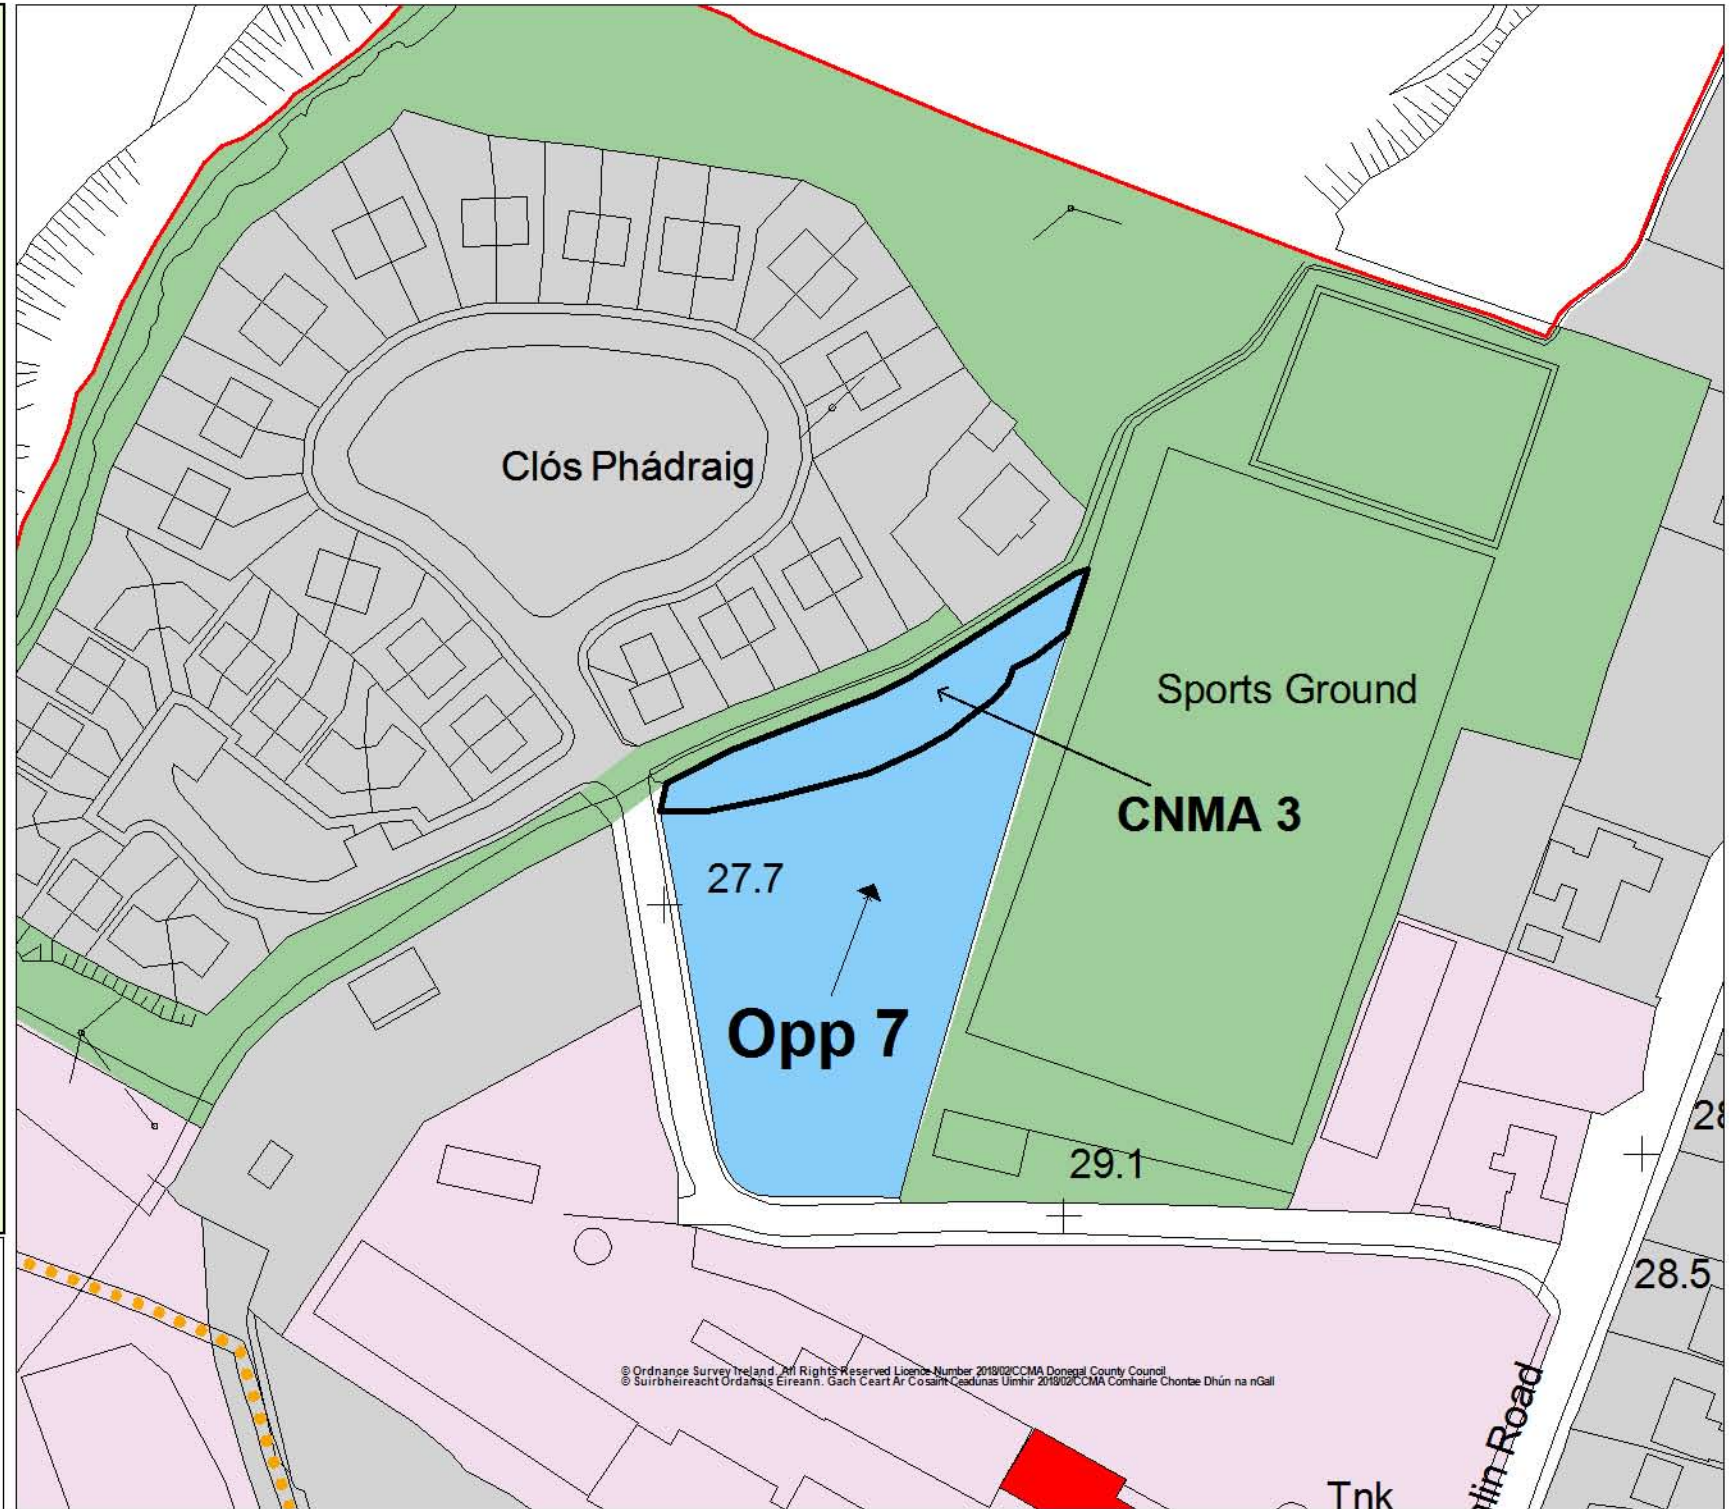 Clós Phádraig
Sports Ground
CNMA 3
27.7
Opp 7
29.1
28.5
© Ordnance Survey Ireland. All Rights Reserved Licence Number 2018/02/CCMA Donegal County Council
© Suirbhéireacht Ordanáis Éireann. Gach Ceart Ar Cosaint Ceadunas Uimhir 2018/02/CCMA Comhairle Chontae Dhún na nGall
Road
Tnk